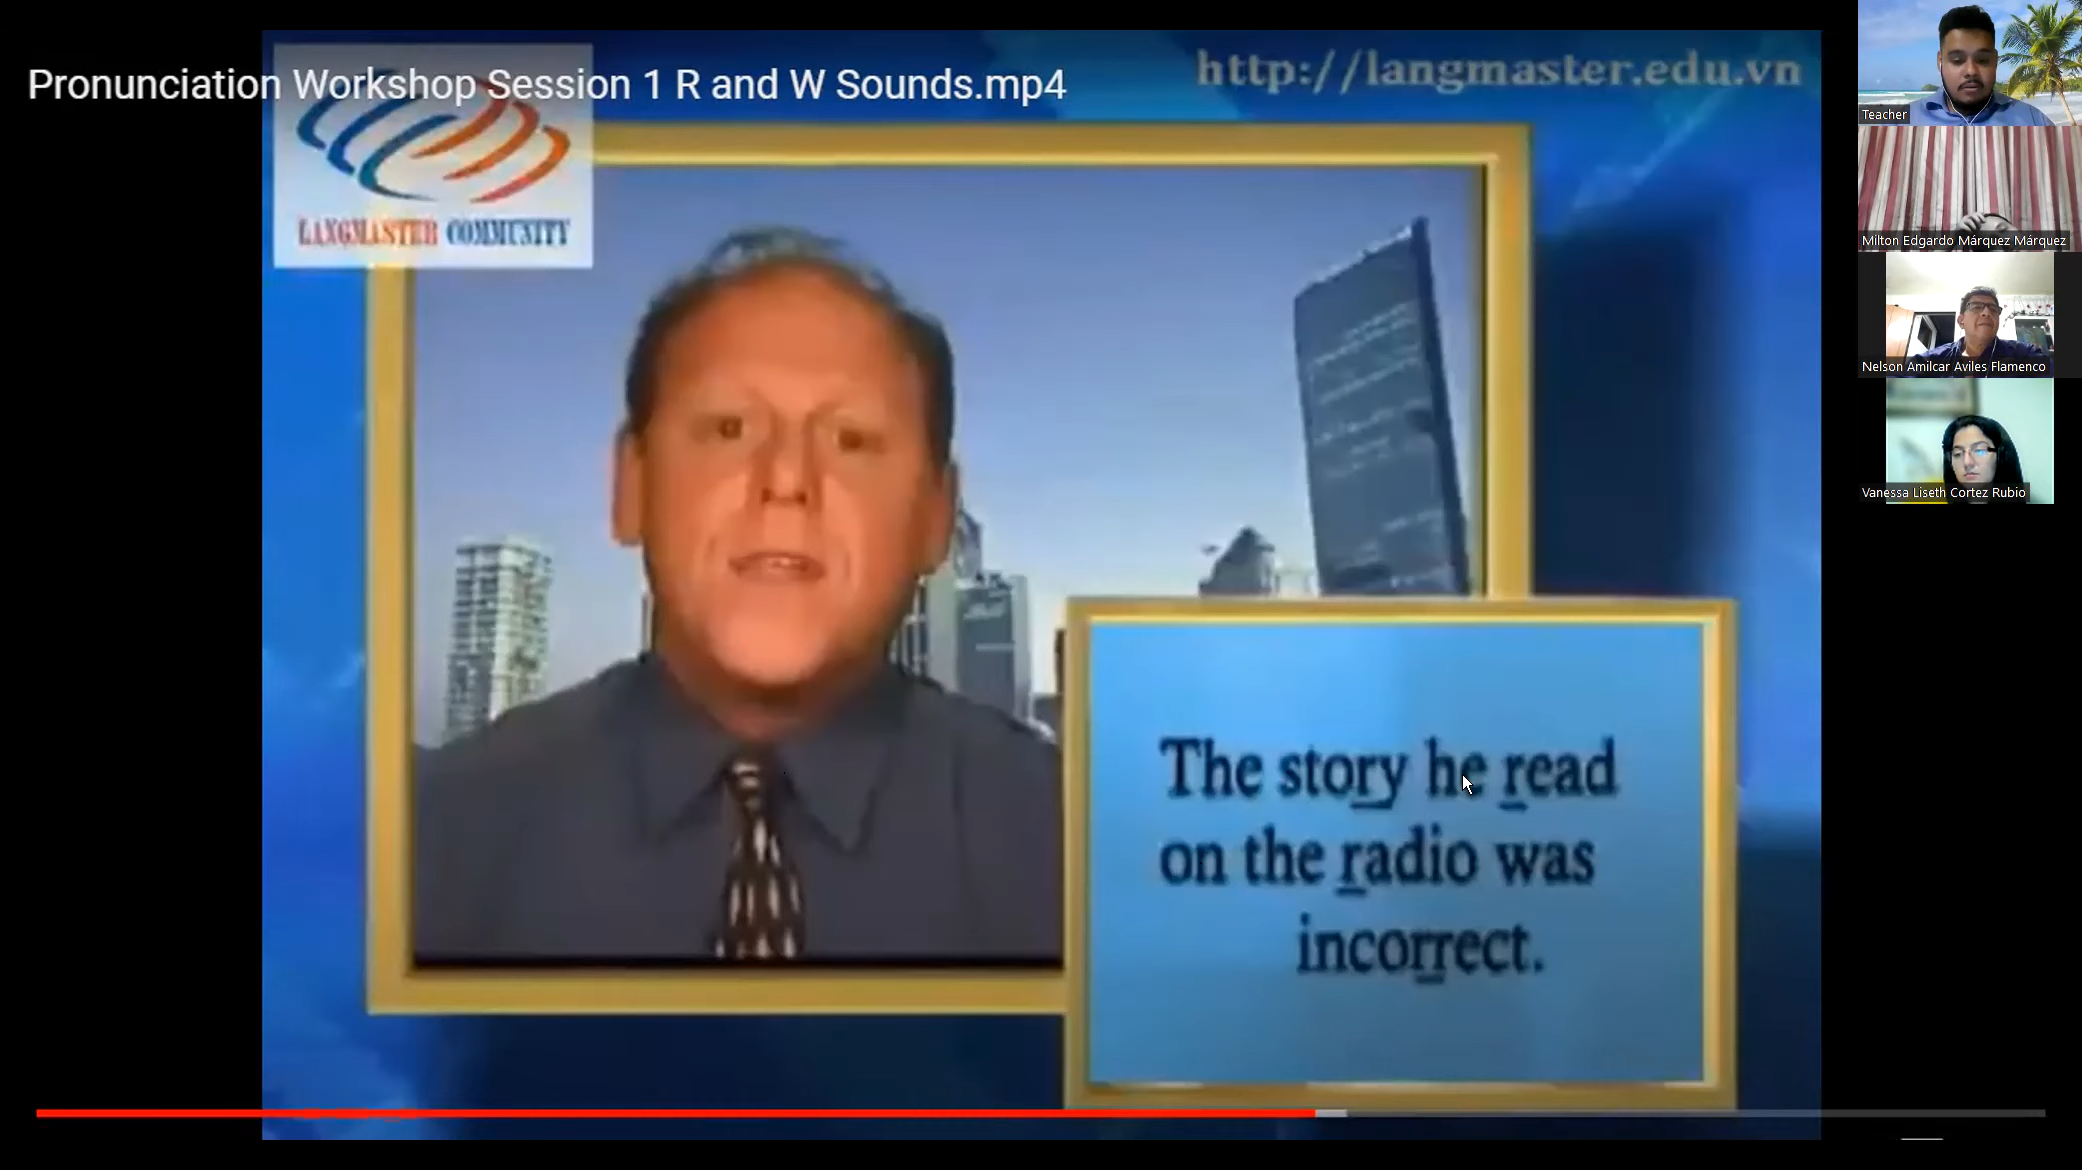 Pronunciation Workshop Session 1 R and W Sounds.mp4
http://langmaster.edu.vn
LANGMASTER COMMUNITY
The story he read
on the radio was
incorrect.
Teacher
Milton Edgardo Márquez Márquez
Nelson Amilcar Aviles Flamenco
Vanessa Liseth Cortez Rubio